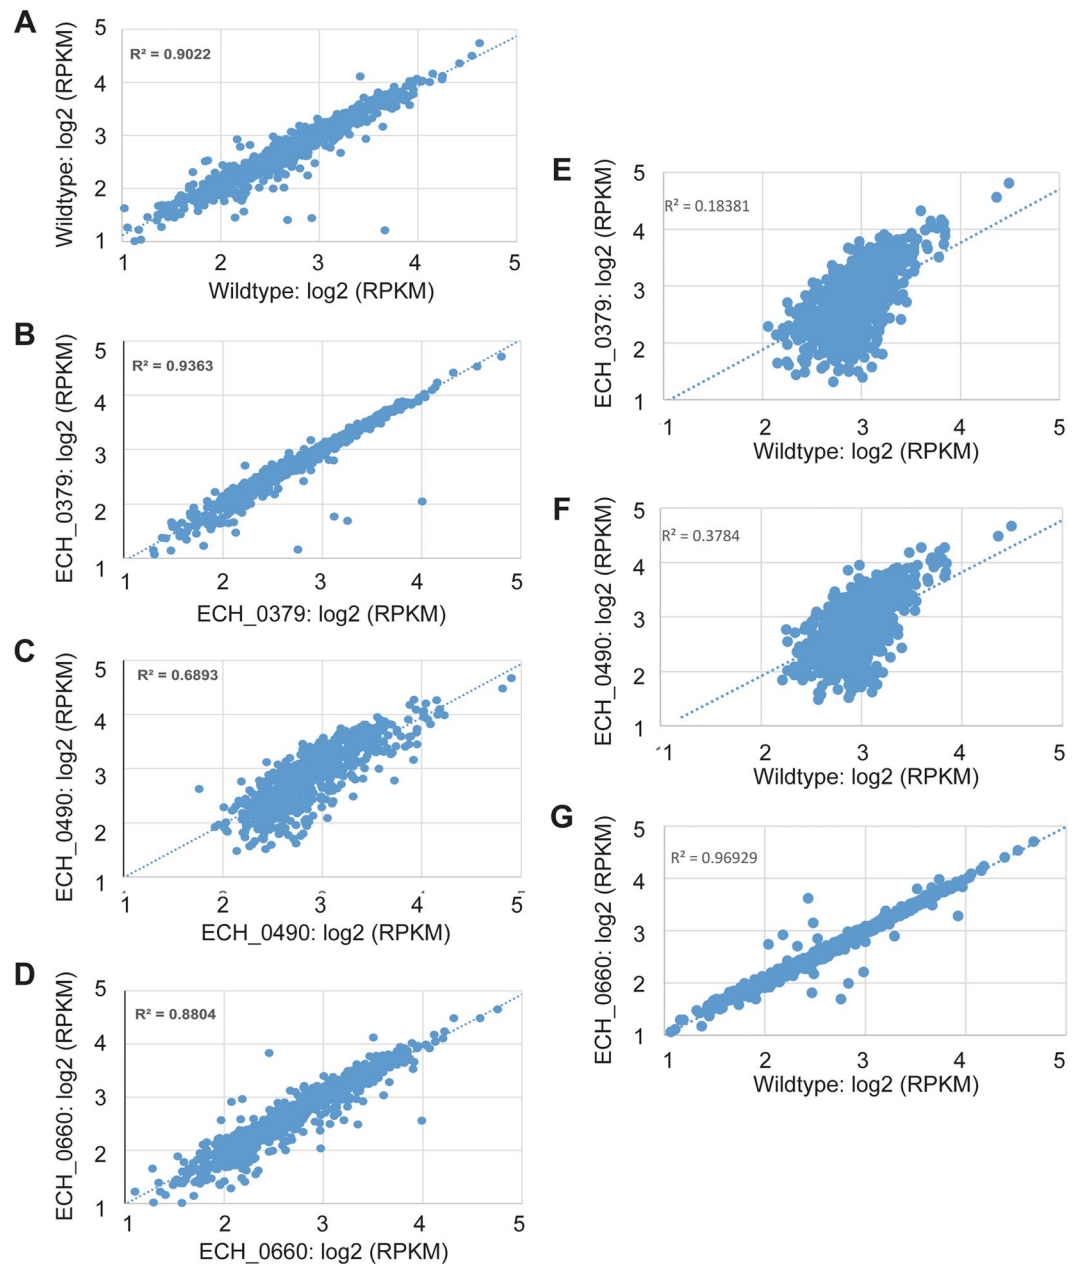 A
Wildtype: log2 (RPKM)
5
4
3
2
1
R² = 0.9022
1 2 3 4 5
Wildtype: log2 (RPKM)
B
ECH_0379: log2 (RPKM)
5
4
3
2
1
R² = 0.9363
1 2 3 4 5
ECH_0379: log2 (RPKM)
C
ECH_0490: log2 (RPKM)
5
4
3
2
1
R² = 0.6893
1 2 3 4 5
ECH_0490: log2 (RPKM)
D
ECH_0660: log2 (RPKM)
5
4
3
2
1
R² = 0.8804
1 2 3 4 5
ECH_0660: log2 (RPKM)
E
ECH_0379: log2 (RPKM)
5
4
3
2
1
R² = 0.18381
1 2 3 4 5
Wildtype: log2 (RPKM)
F
ECH_0490: log2 (RPKM)
5
4
3
2
1
R² = 0.3784
1 2 3 4 5
Wildtype: log2 (RPKM)
G
ECH_0660: log2 (RPKM)
5
4
3
2
1
R² = 0.96929
1 2 3 4 5
Wildtype: log2 (RPKM)